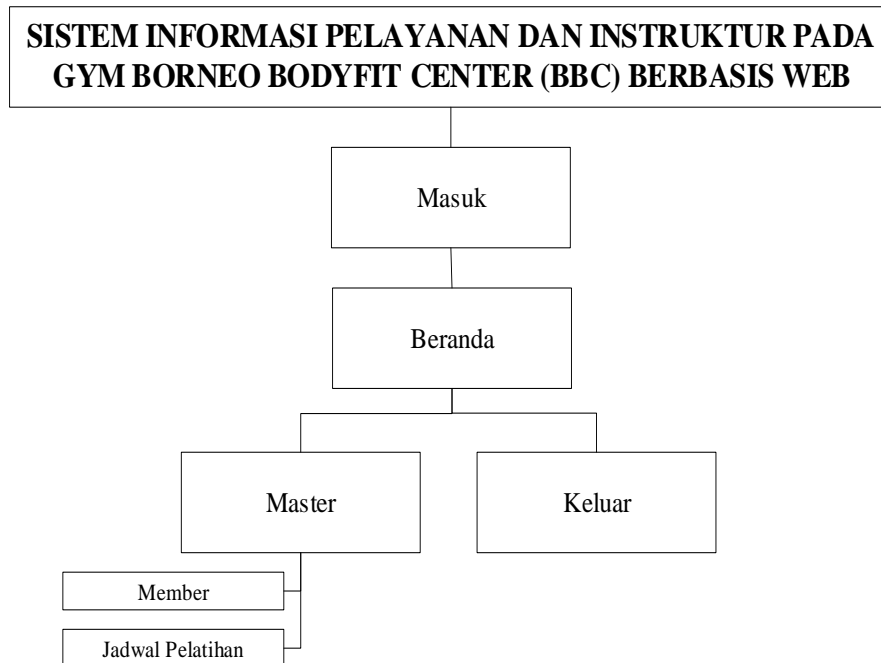 SISTEM INFORMASI PELAYANAN DAN INSTRUKTUR PADA
GYM BORNEO BODYFIT CENTER (BBC) BERBASIS WEB
Masuk
Beranda
Master
Keluar
Member
Jadwal Pelatihan